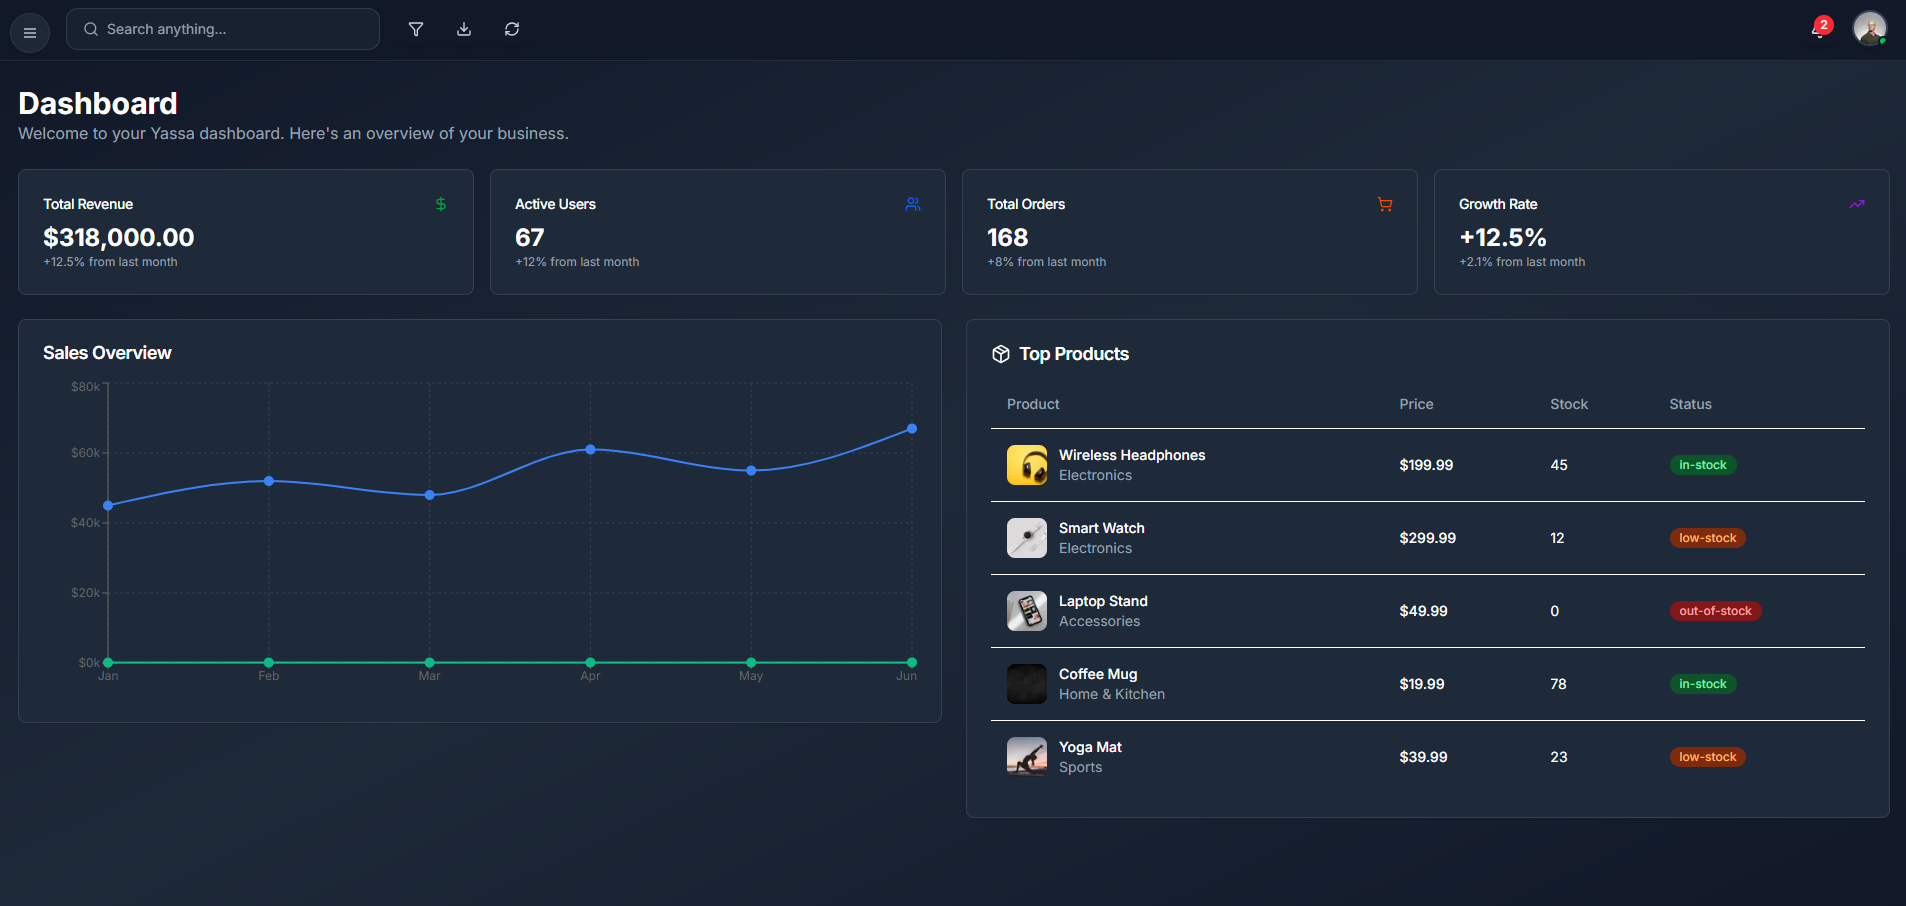 Search anything...
2
Dashboard
Welcome to your Yassa dashboard. Here's an overview of your business.
Total Revenue
$318,000.00
+12.5% from last month
Active Users
67
+12% from last month
Total Orders
168
+8% from last month
Growth Rate
+12.5%
+2.1% from last month
Sales Overview
$80k
$60k
$40k
$20k
$0k
Jan Feb Mar Apr May Jun
Top Products
Product Price Stock Status
Wireless Headphones
Electronics
$199.99 45 in-stock
Smart Watch
Electronics
$299.99 12 low-stock
Laptop Stand
Accessories
$49.99 0 out-of-stock
Coffee Mug
Home & Kitchen
$19.99 78 in-stock
Yoga Mat
Sports
$39.99 23 low-stock